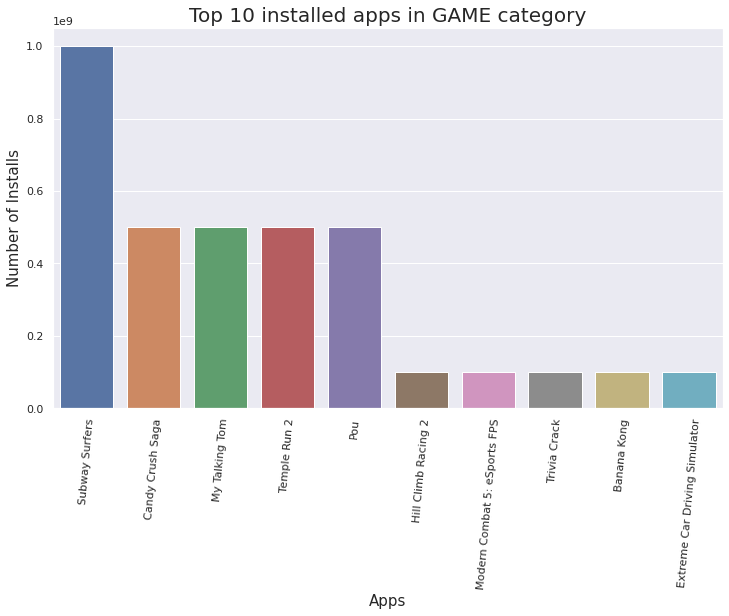 Top 10 installed apps in GAME category
1e9
1.0
0.8
0.6
0.4
0.2
0.0
Number of Installs
Subway Surfers
Candy Crush Saga
My Talking Tom
Temple Run 2
Pou
Hill Climb Racing 2
Modern Combat 5: eSports FPS
Trivia Crack
Banana Kong
Extreme Car Driving Simulator
Apps